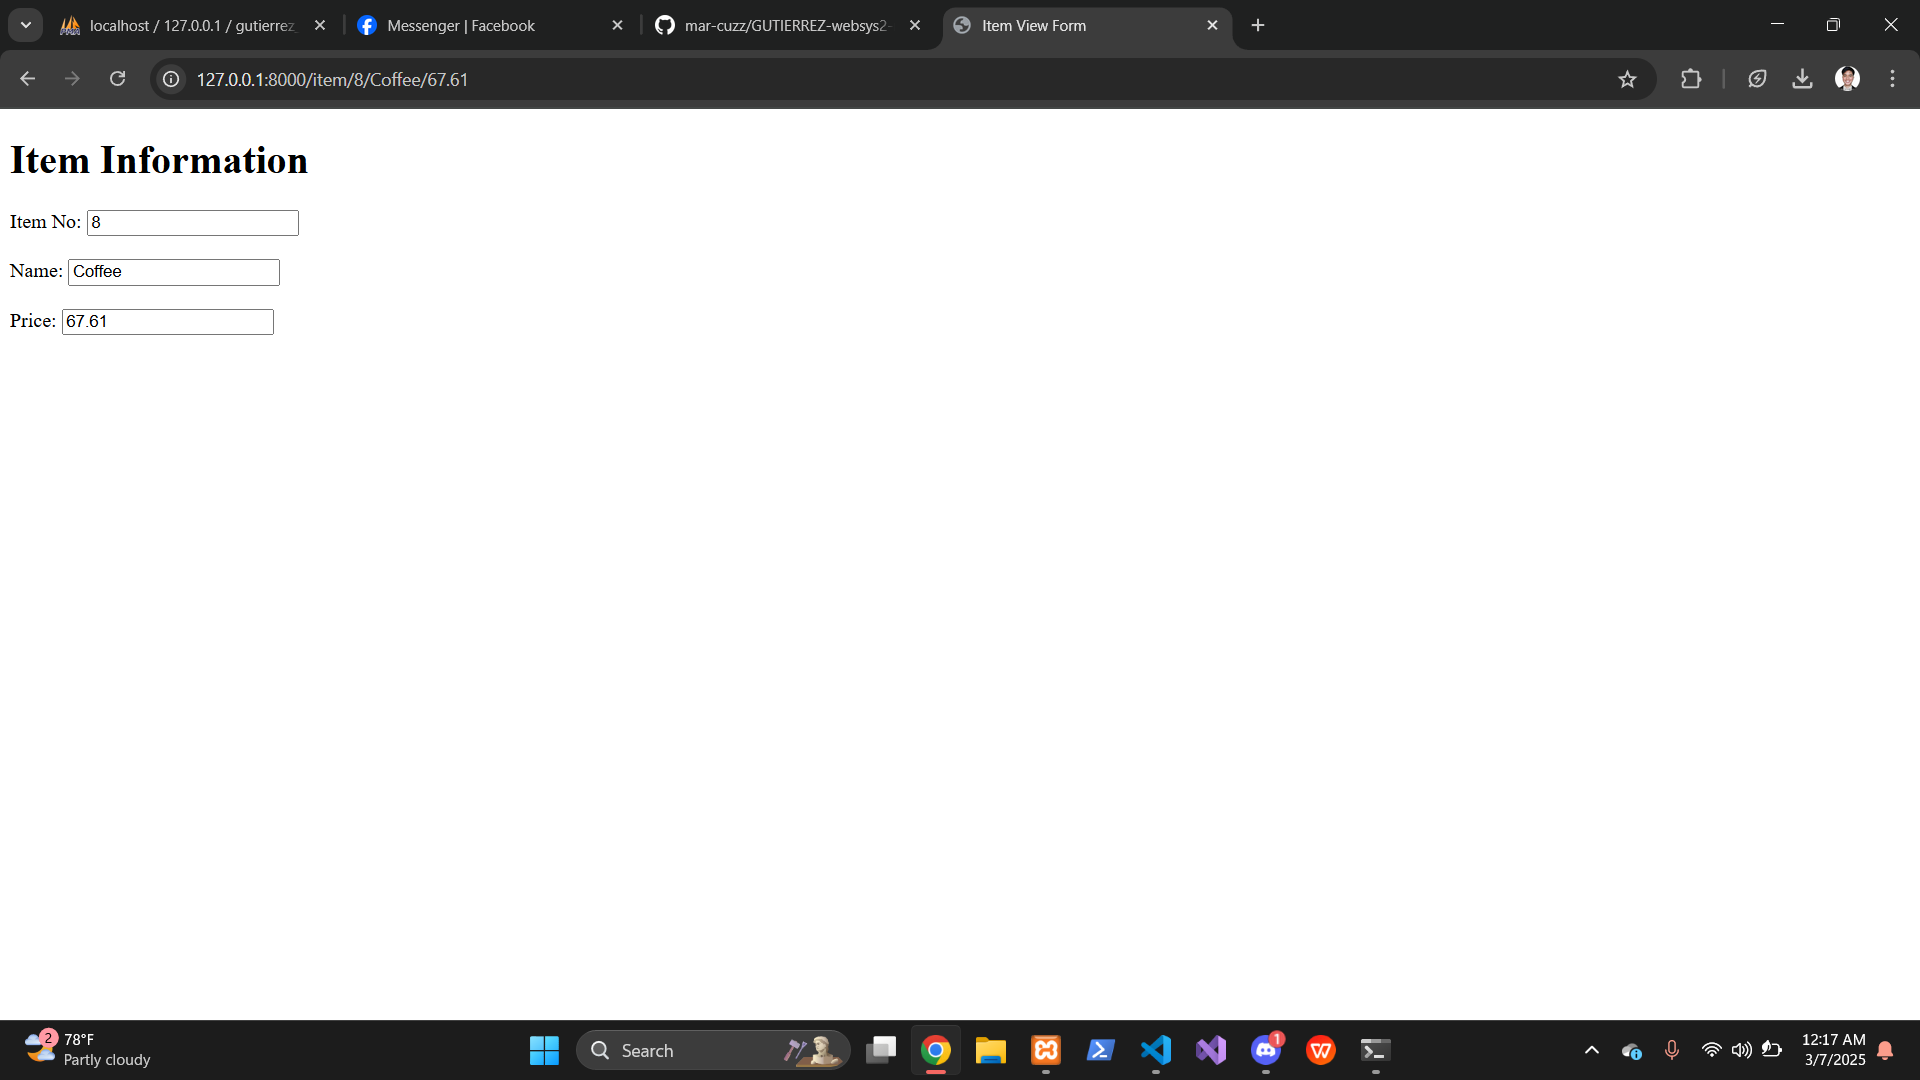 localhost / 127.0.0.1 / gutierrez_
Messenger | Facebook
mar-cuzz/GUTIERREZ-websys2-
Item View Form
127.0.0.1:8000/item/8/Coffee/67.61
Item Information
Item No: 8
Name: Coffee
Price: 67.61
2
78°F
Partly cloudy
Search
1
12:17 AM
3/7/2025